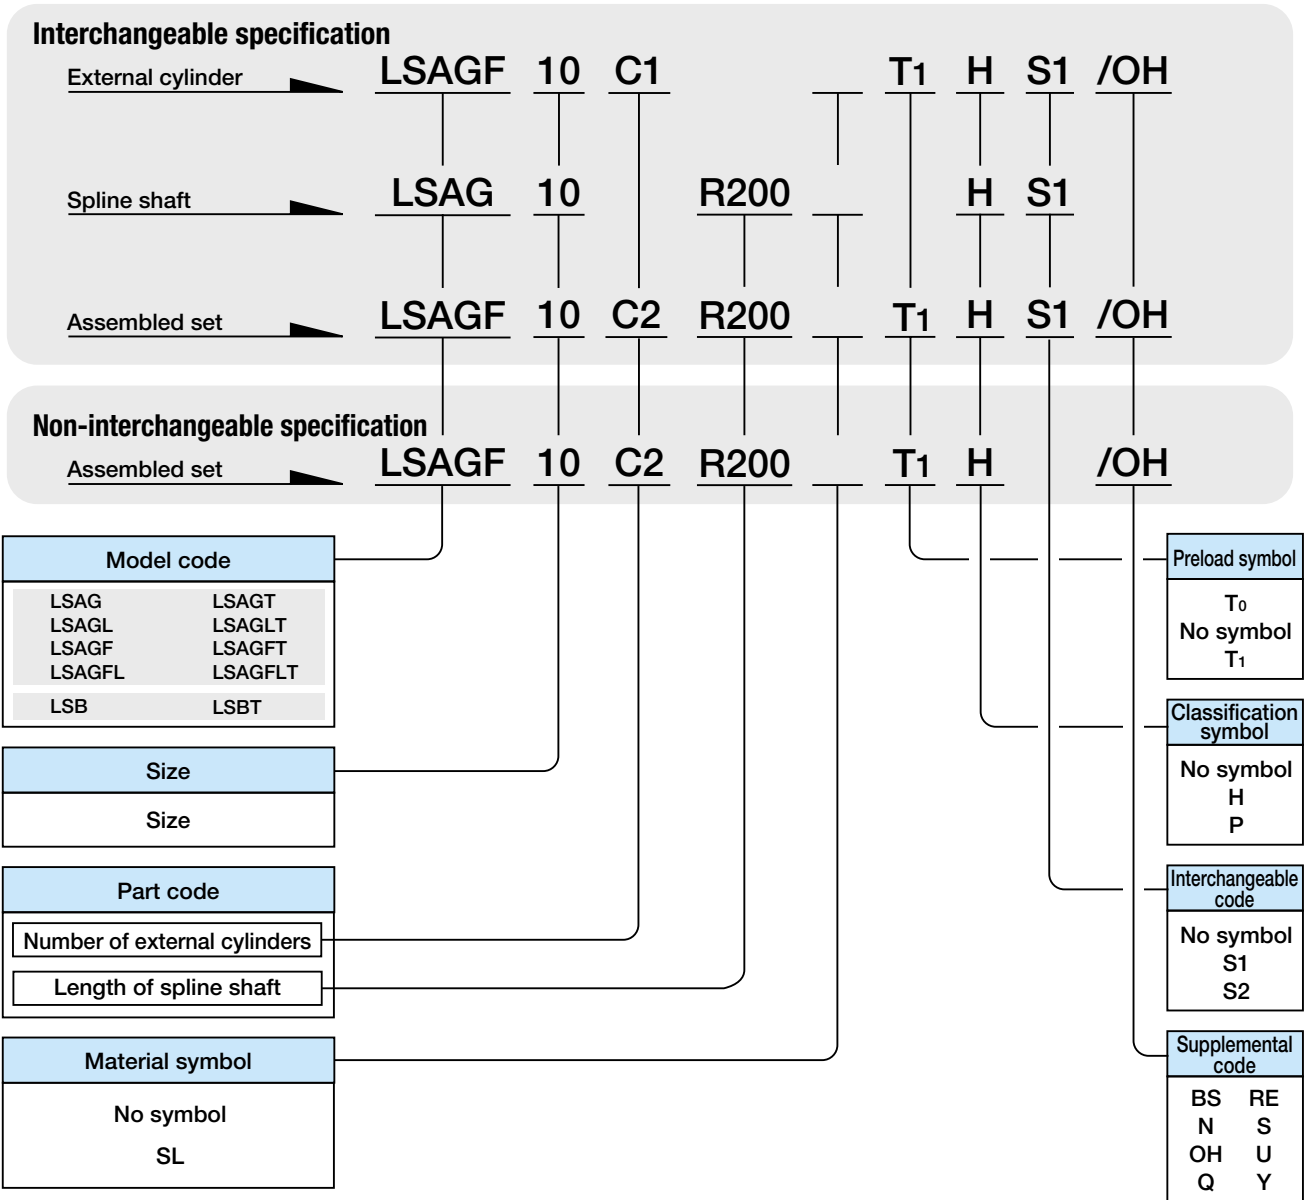 Interchangeable specification
External cylinder LSAGF 10 C1 T1 H S1 /OH
Spline shaft LSAG 10 R200 H S1
Assembled set LSAGF 10 C2 R200 T1 H S1 /OH
Non-interchangeable specification
Assembled set LSAGF 10 C2 R200 T1 H /OH
Model code
LSAG LSAGT
LSAGL LSAGLT
LSAGF LSAGFT
LSAGFL LSAGFLT
LSB LSBT
Size
Size
Part code
Number of external cylinders
Length of spline shaft
Material symbol
No symbol
SL
Preload symbol
T0
No symbol
T1
Classification
symbol
No symbol
H
P
Interchangeable
code
No symbol
S1
S2
Supplemental
code
BS RE
N S
OH U
Q Y